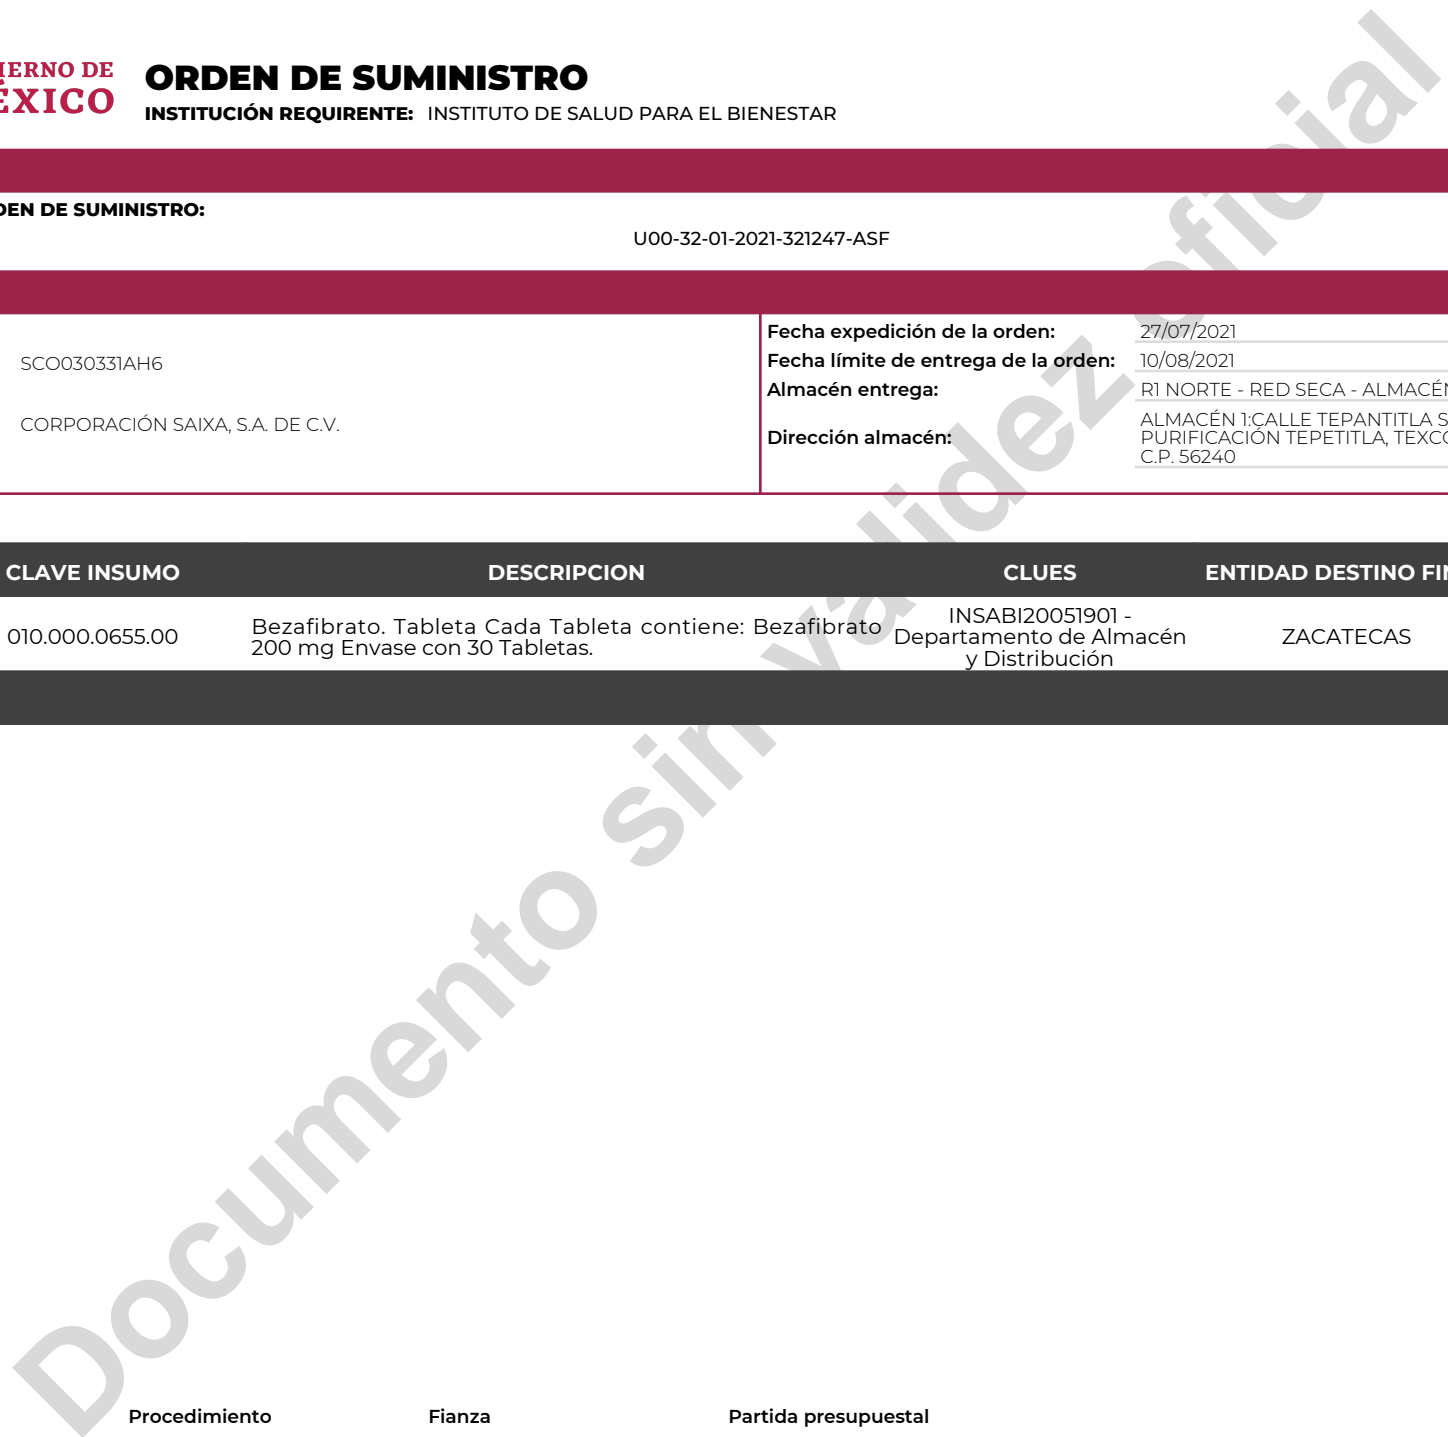 IERNO DE
ÉXICO
ORDEN DE SUMINISTRO
INSTITUCIÓN REQUIRENTE: INSTITUTO DE SALUD PARA EL BIENESTAR
DEN DE SUMINISTRO:
U00-32-01-2021-321247-ASF
SCO030331AH6
CORPORACIÓN SAIXA, S.A. DE C.V.
Fecha expedición de la orden: 27/07/2021
Fecha límite de entrega de la orden: 10/08/2021
Almacén entrega: R1 NORTE - RED SECA - ALMACÉN
Dirección almacén: ALMACÉN 1:CALLE TEPANTITLA S
PURIFICACIÓN TEPETITLA, TEXCO
C.P. 56240
CLAVE INSUMO DESCRIPCION CLUES ENTIDAD DESTINO FIN
010.000.0655.00
Bezafibrato. Tableta Cada Tableta contiene: Bezafibrato
200 mg Envase con 30 Tabletas.
INSABI20051901 -
Departamento de Almacén
y Distribución
ZACATECAS
Documento sin validez oficial
Procedimiento Fianza Partida presupuestal